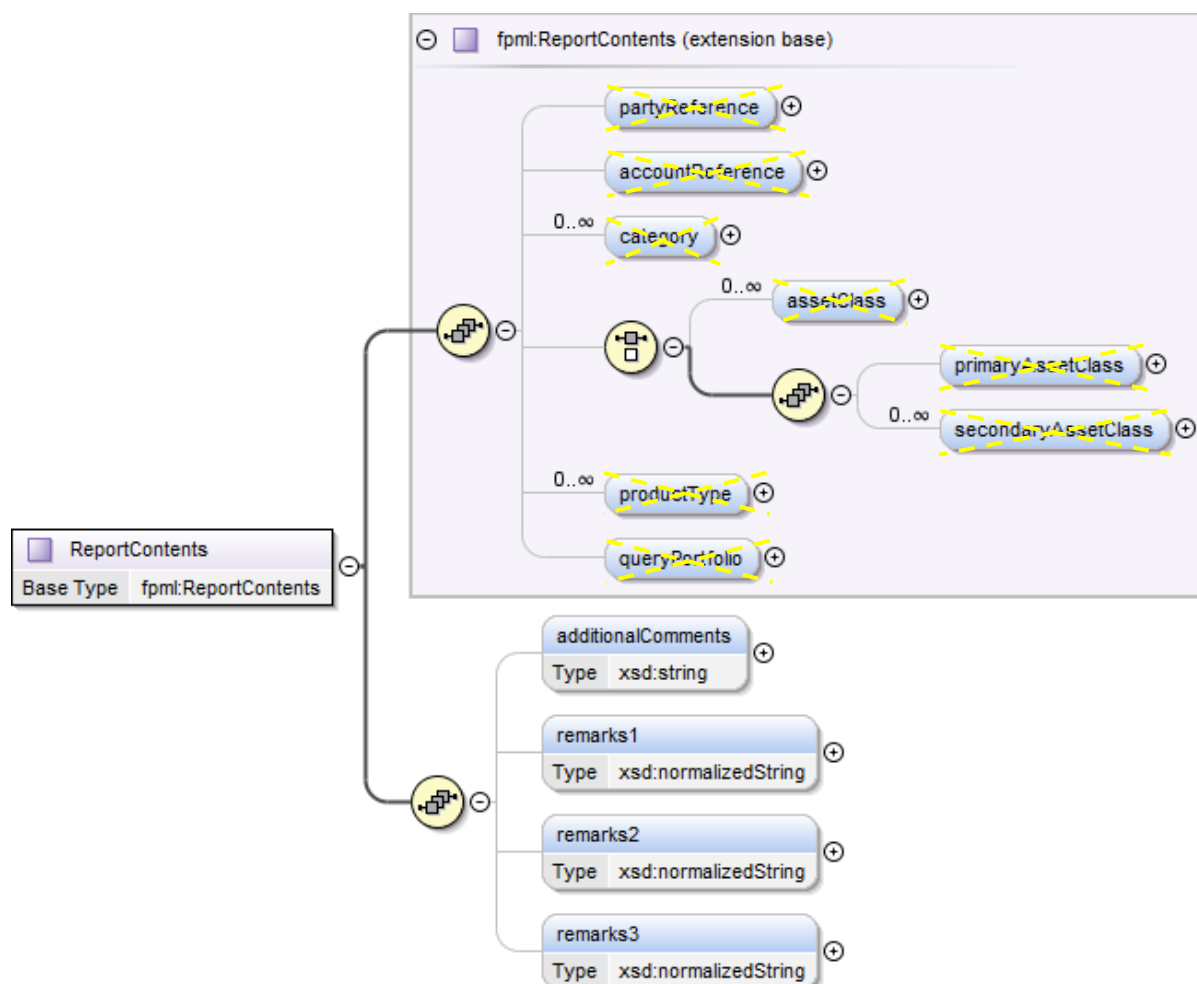 fpml:ReportContents (extension base)
partyReference
accountReference
0..∞
category
0..∞
assetClass
primaryAssetClass
0..∞
secondaryAssetClass
0..∞
productType
queryPortfolio
ReportContents
Base Type fpml:ReportContents
additionalComments
Type xsd:string
remarks1
Type xsd:normalizedString
remarks2
Type xsd:normalizedString
remarks3
Type xsd:normalizedString